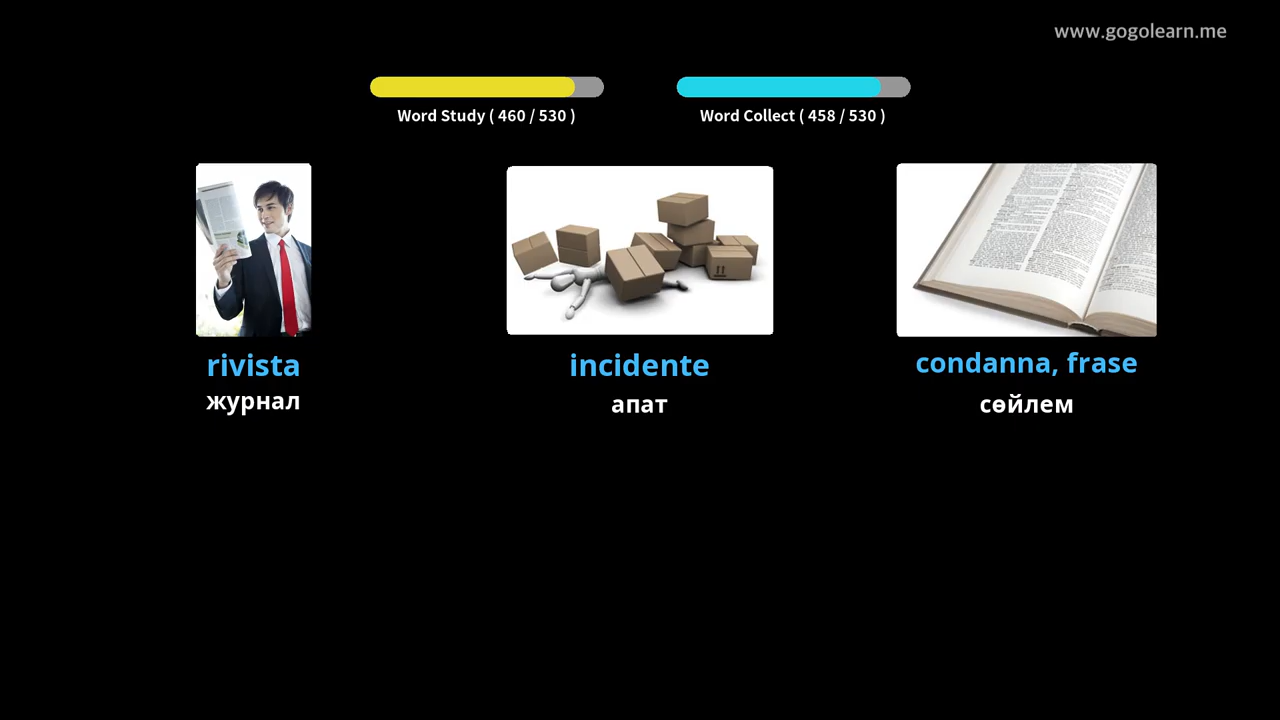 www.gogolearn.me
Word Study ( 460 / 530 )
Word Collect ( 458 / 530 )
rivista
журнал
incidente
апат
condanna, frase
сөйлем